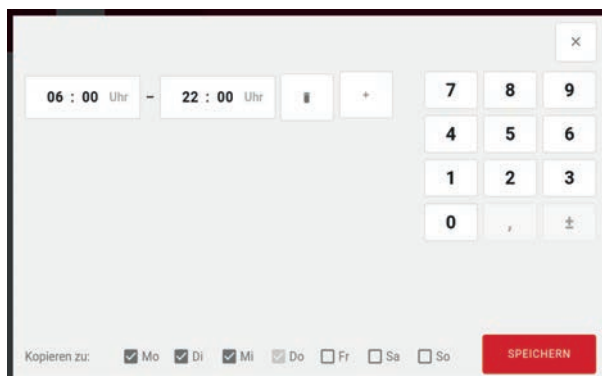 ×
06 : 00 Uhr – 22 : 00 Uhr +
7 8 9
4 5 6
1 2 3
0 , ±
Kopieren zu: Mo Di Mi Do Fr Sa So
SPEICHERN